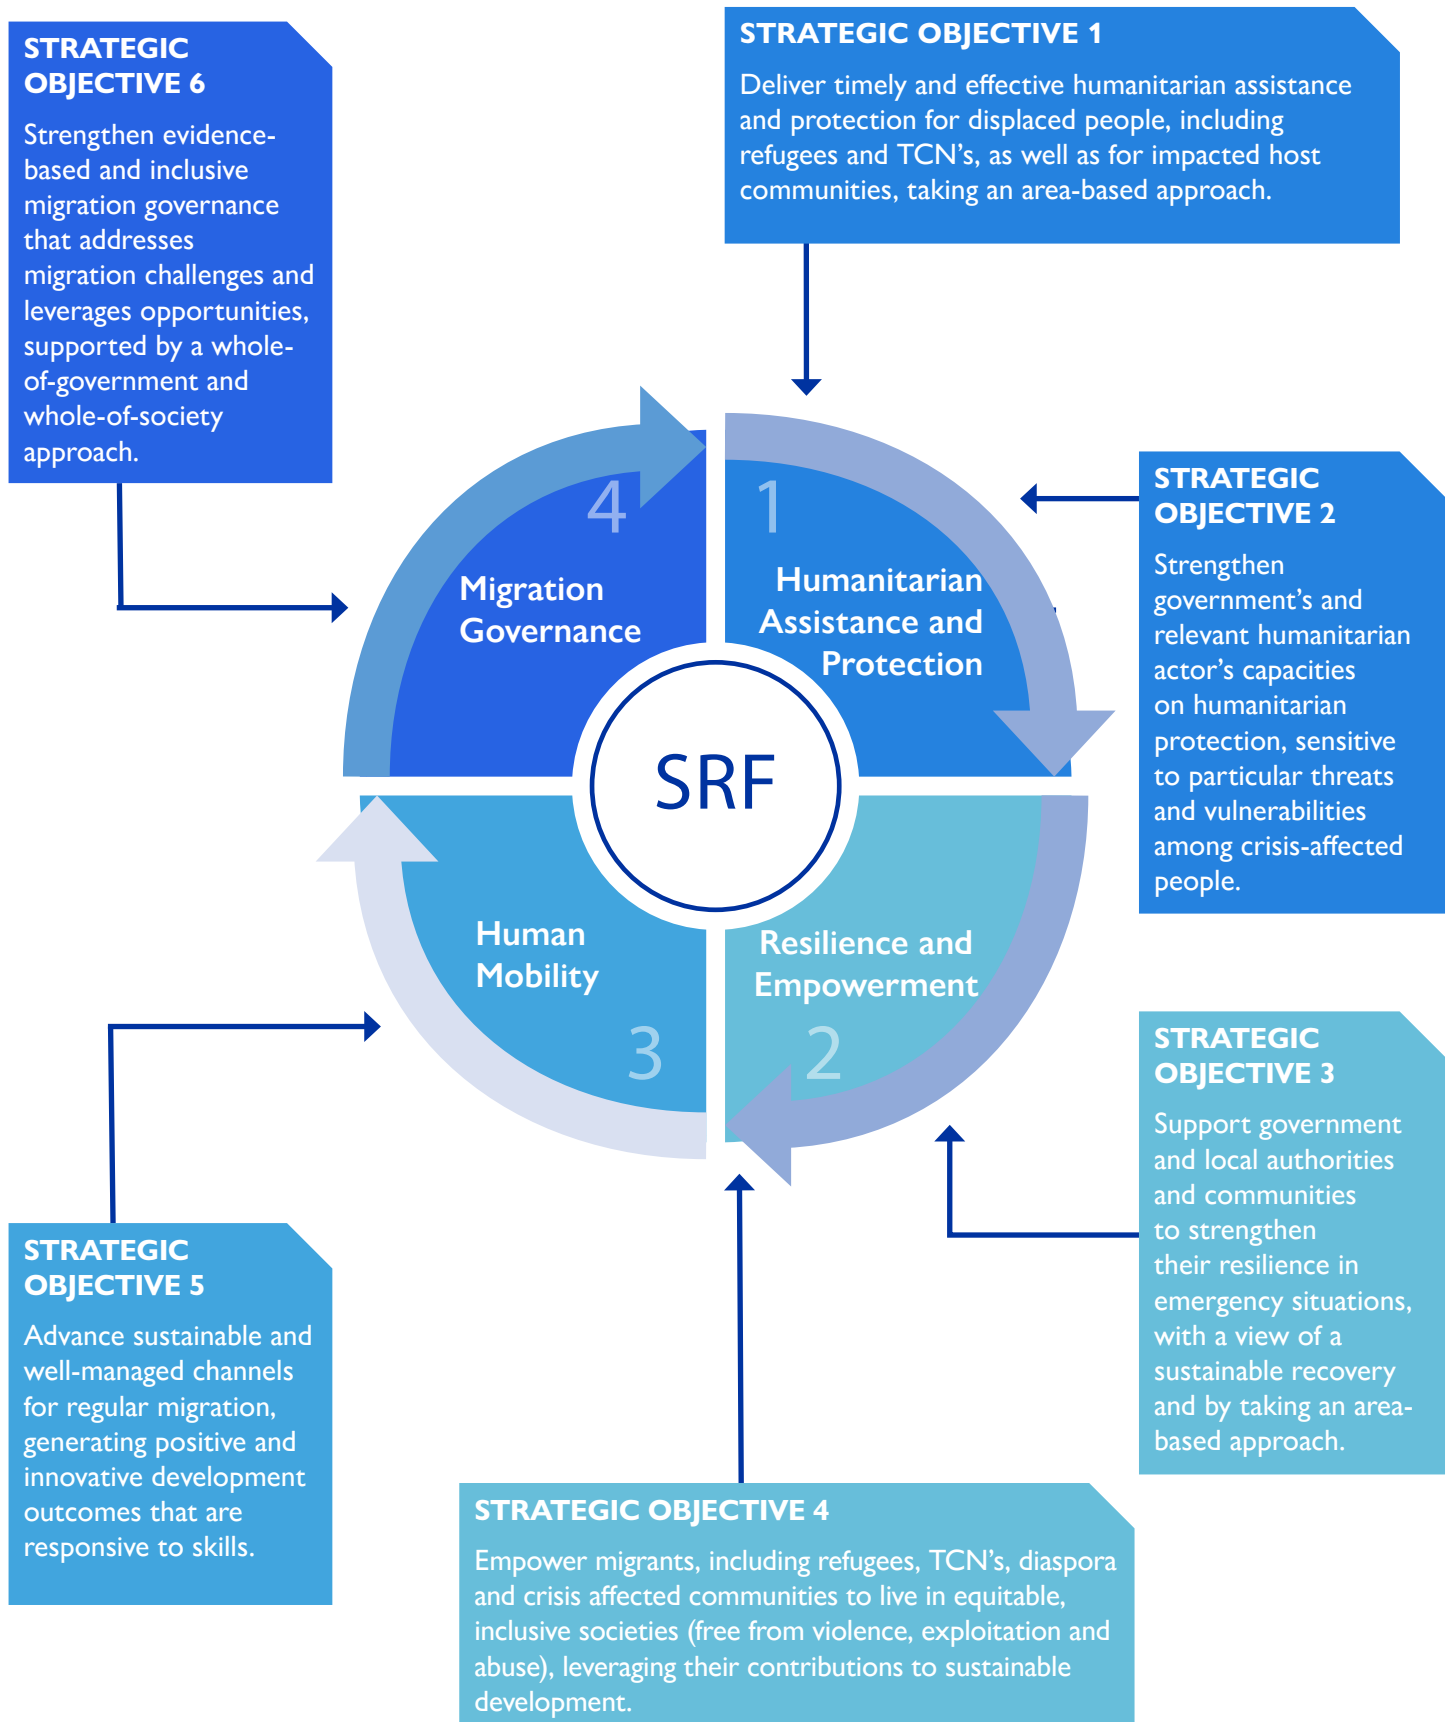 STRATEGIC OBJECTIVE 1
Deliver timely and effective humanitarian assistance
and protection for displaced people, including
refugees and TCN's, as well as for impacted host
communities, taking an area-based approach.
STRATEGIC
OBJECTIVE 2
Strengthen
government's and
relevant humanitarian
actor's capacities
on humanitarian
protection, sensitive
to particular threats
and vulnerabilities
among crisis-affected
people.
STRATEGIC
OBJECTIVE 3
Support government
and local authorities
and communities
to strengthen
their resilience in
emergency situations,
with a view of a
sustainable recovery
and by taking an area-
based approach.
STRATEGIC OBJECTIVE 4
Empower migrants, including refugees, TCN's, diaspora
and crisis affected communities to live in equitable,
inclusive societies (free from violence, exploitation and
abuse), leveraging their contributions to sustainable
development.
STRATEGIC
OBJECTIVE 5
Advance sustainable and
well-managed channels
for regular migration,
generating positive and
innovative development
outcomes that are
responsive to skills.
STRATEGIC
OBJECTIVE 6
Strengthen evidence-
based and inclusive
migration governance
that addresses
migration challenges and
leverages opportunities,
supported by a whole-
of-government and
whole-of-society
approach.
1
Humanitarian
Assistance and
Protection
Resilience and
Empowerment
2
Human
Mobility
3
4
Migration
Governance
SRF